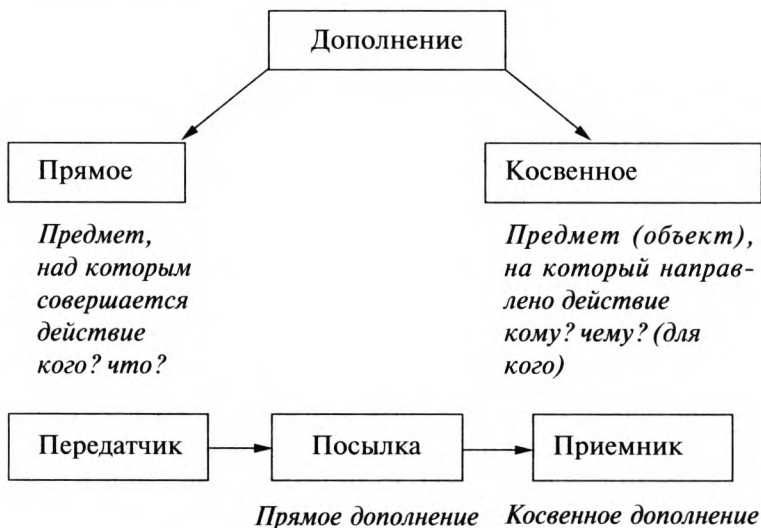 Дополнение
Прямое
Косвенное
Предмет,
над которым
совершается
действие
кого? что?
Предмет (объект),
на который направ-
лено действие
кому? чему? (для
кого)
Передатчик
Посылка
Приемник
Прямое дополнение
Косвенное дополнение